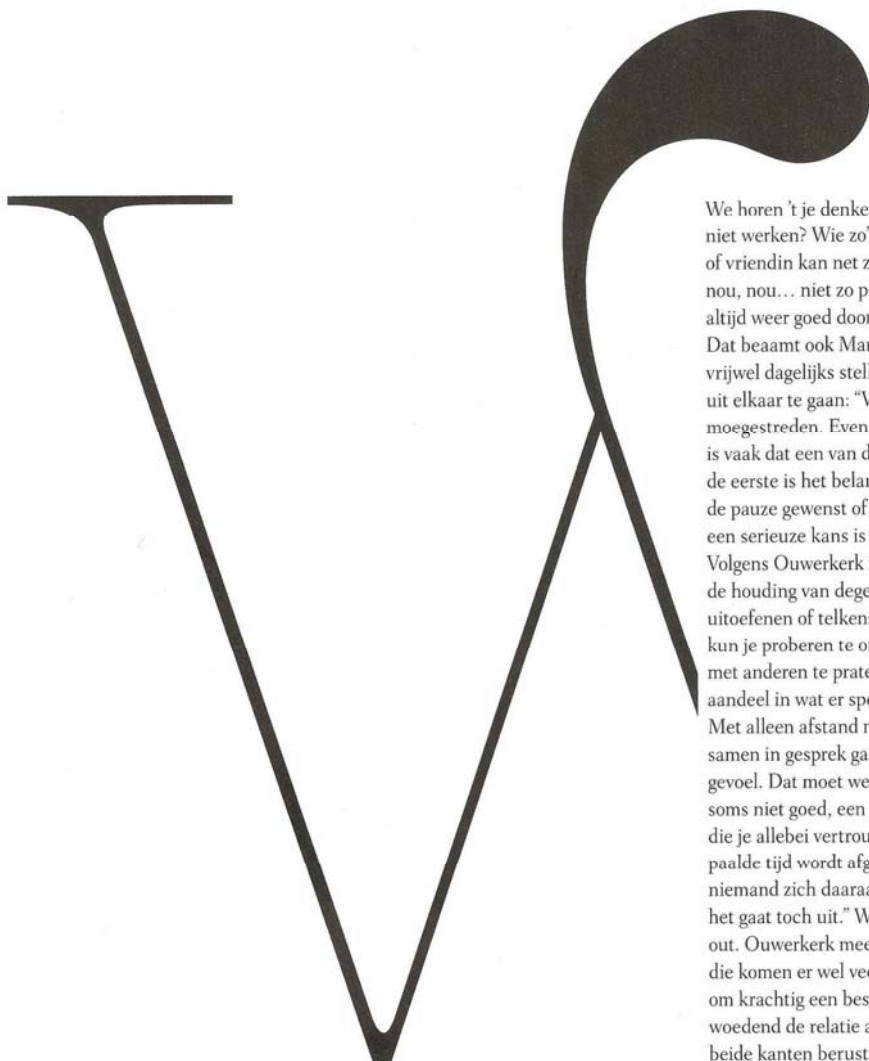 V
We horen 't je denke
niet werken? Wie zo'
of vriendin kan net z
nou, nou… niet zo p
altijd weer goed door
Dat beaamt ook Mar
vrijwel dagelijks stell
uit elkaar te gaan: “V
moegestreden. Even
is vaak dat een van d
de eerste is het belar
de pauze gewenst of
een serieuze kans is
Volgens Ouwerkerk
de houding van dege
uitoefenen of telken
kun je proberen te o
met anderen te prate
aandeel in wat er spe
Met alleen afstand r
samen in gesprek ga
gevoel. Dat moet we
soms niet goed, een
die je allebei vertrou
paalde tijd wordt afg
niemand zich daaraa
het gaat toch uit.” W
out. Ouwerkerk mee
die komen er wel vee
om krachtig een bes
woedend de relatie a
beide kanten berust